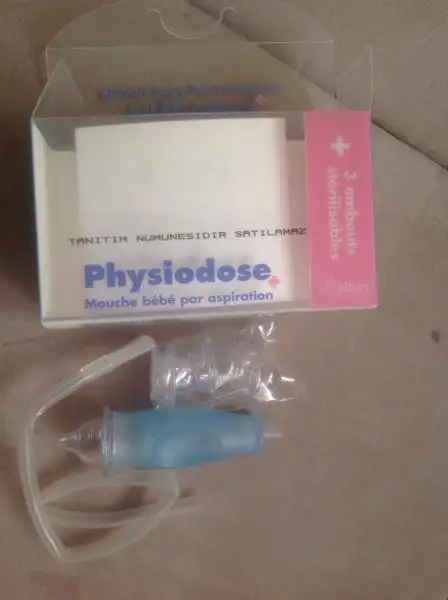 TANITIM NUMUNESIDIR SATILAMAZ
Physiodose
Mouche bébé par aspiration
+ 3 embouts
stérilisables